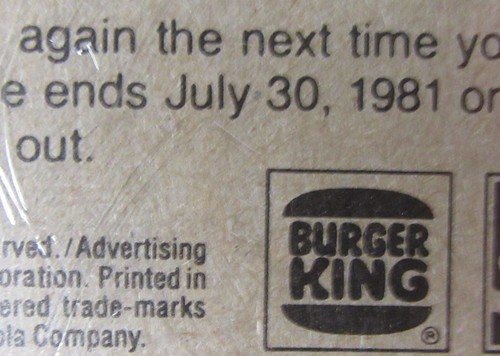 again the next time yo
e ends July 30, 1981 or
out.
rved. / Advertising
oration. Printed in
ered trade-marks
ola Company.
BURGER
KING
®